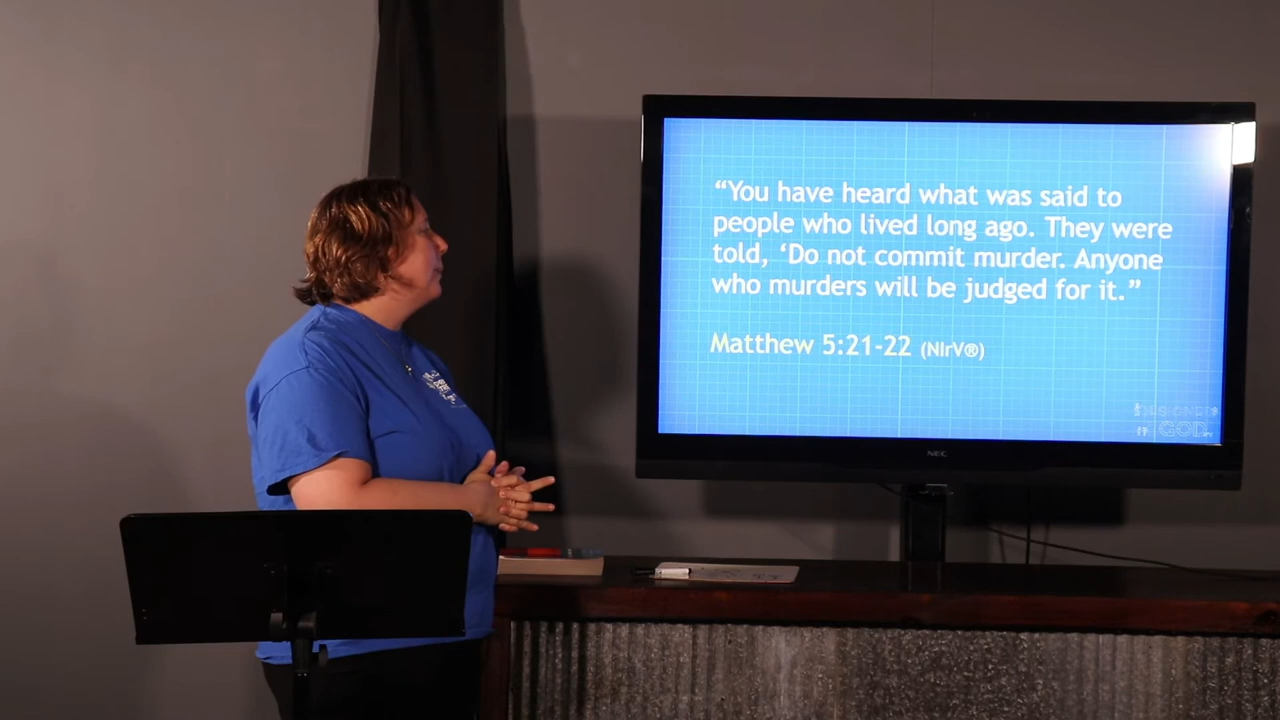 “You have heard what was said to
people who lived long ago. They were
told, ‘Do not commit murder. Anyone
who murders will be judged for it.”
Matthew 5:21-22 (NIrV®)
GOD
NEC